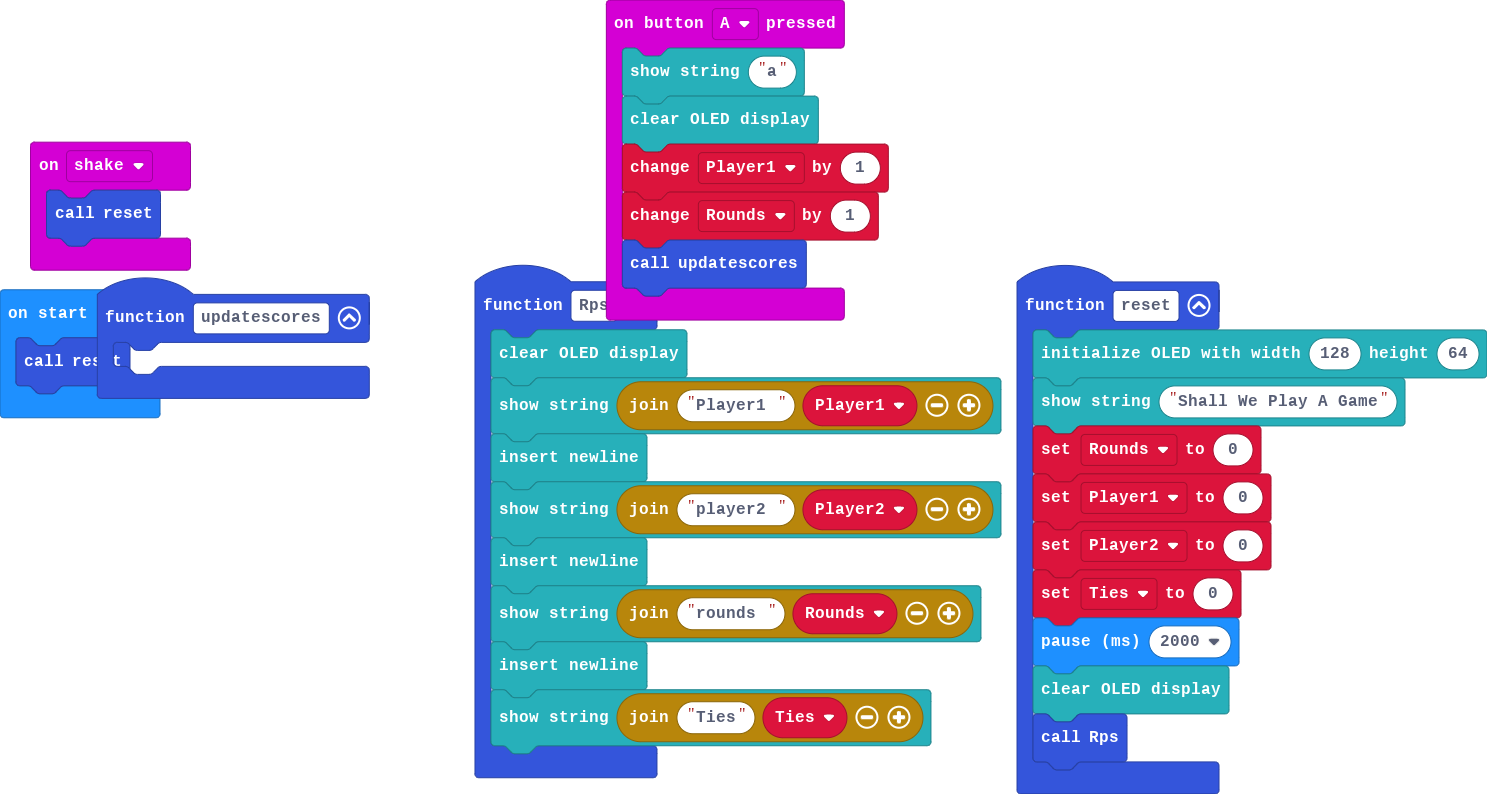 on button A pressed
show string "a"
clear OLED display
change Player1 by 1
change Rounds by 1
call updatescores
on shake
call reset
on start
call reset
function updatescores
function Rps
clear OLED display
show string join "Player1 " Player1
insert newline
show string join "player2 " Player2
insert newline
show string join "rounds " Rounds
insert newline
show string join "Ties" Ties
function reset
initialize OLED with width 128 height 64
show string "Shall We Play A Game"
set Rounds to 0
set Player1 to 0
set Player2 to 0
set Ties to 0
pause (ms) 2000
clear OLED display
call Rps